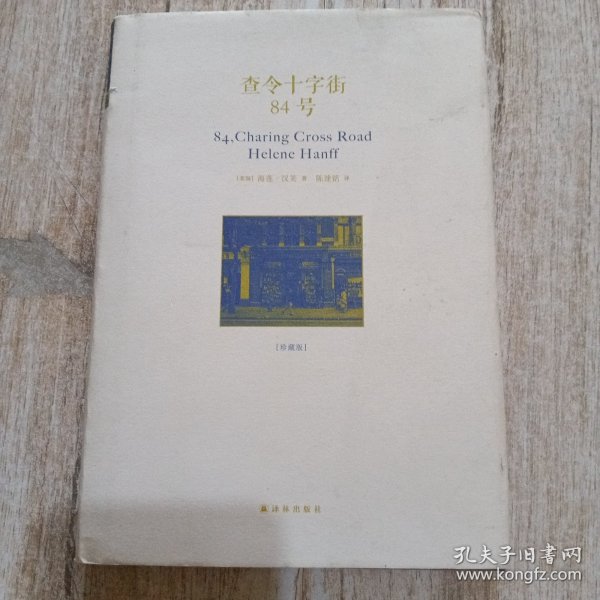 查令十字街
84号
84, Charing Cross Road
Helene Hanff
[美国] 海莲·汉芙 著 陈建铭 译
[珍藏版]
译林出版社
孔夫子旧书网
www.kongfz.com